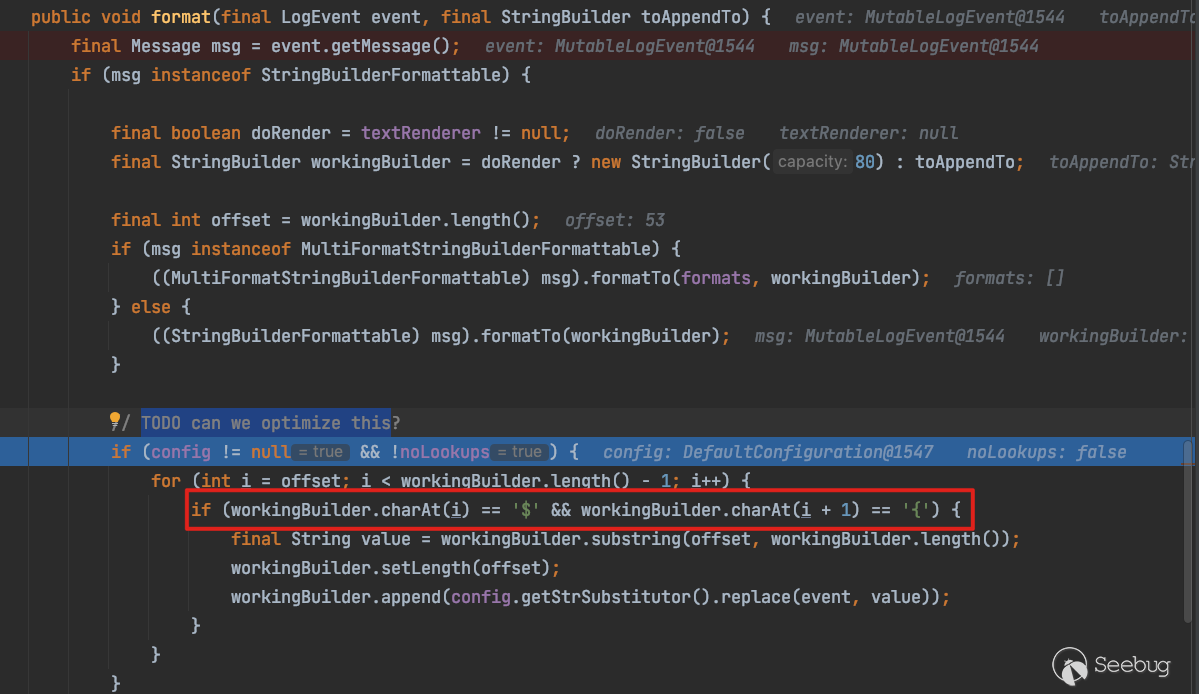 public void format(final LogEvent event, final StringBuilder toAppendTo) { event: MutableLogEvent@1544 toAppendTo
final Message msg = event.getMessage(); event: MutableLogEvent@1544 msg: MutableLogEvent@1544
if (msg instanceof StringBuilderFormattable) {
final boolean doRender = textRenderer != null; doRender: false textRenderer: null
final StringBuilder workingBuilder = doRender ? new StringBuilder( capacity: 80) : toAppendTo; toAppendTo: Str
final int offset = workingBuilder.length(); offset: 53
if (msg instanceof MultiFormatStringBuilderFormattable) {
((MultiFormatStringBuilderFormattable) msg).formatTo(formats, workingBuilder); formats: []
} else {
((StringBuilderFormattable) msg).formatTo(workingBuilder); msg: MutableLogEvent@1544 workingBuilder:
}
// TODO can we optimize this?
if (config != null = true && !noLookups = true ) { config: DefaultConfiguration@1547 noLookups: false
for (int i = offset; i < workingBuilder.length() - 1; i++) {
if (workingBuilder.charAt(i) == '$' && workingBuilder.charAt(i + 1) == '{') {
final String value = workingBuilder.substring(offset, workingBuilder.length());
workingBuilder.setLength(offset);
workingBuilder.append(config.getStrSubstitutor().replace(event, value));
}
}
}
Seebug